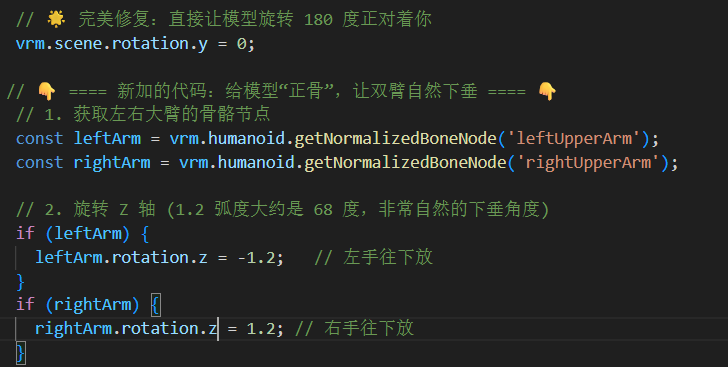 // 🌟 完美修复：直接让模型旋转 180 度正对着你
vrm.scene.rotation.y = 0;
// 👇 ==== 新加的代码：给模型“正骨”，让双臂自然下垂 ==== 👇
// 1. 获取左右大臂的骨骼节点
const leftArm = vrm.humanoid.getNormalizedBoneNode('leftUpperArm');
const rightArm = vrm.humanoid.getNormalizedBoneNode('rightUpperArm');
// 2. 旋转 Z 轴 (1.2 弧度大约是 68 度，非常自然的下垂角度)
if (leftArm) {
leftArm.rotation.z = -1.2;   // 左手往下放
}
if (rightArm) {
rightArm.rotation.z = 1.2; // 右手往下放
}